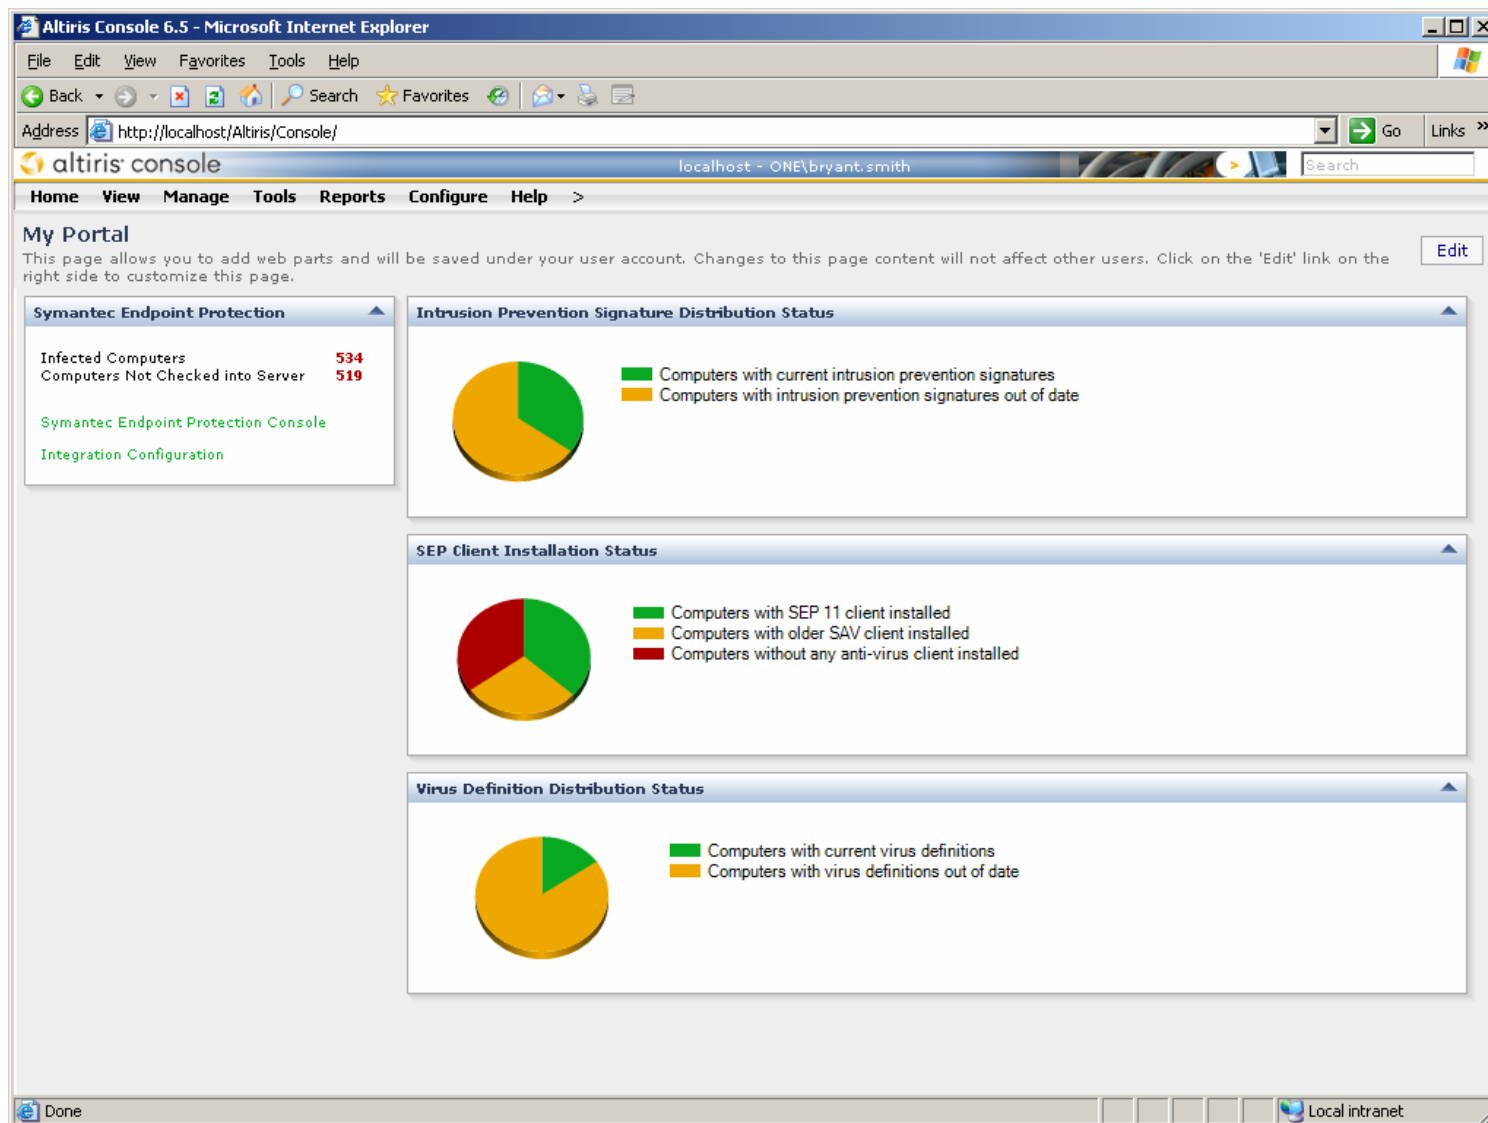 Altiris Console 6.5 - Microsoft Internet Explorer
File Edit View Favorites Tools Help
Back Search Favorites
Address http://localhost/Altiris/Console/ Go Links »
altiris console localhost - ONE\bryant.smith Search
Home View Manage Tools Reports Configure Help >
My Portal
This page allows you to add web parts and will be saved under your user account. Changes to this page content will not affect other users. Click on the 'Edit' link on the
right side to customize this page.
Edit
Symantec Endpoint Protection
Infected Computers 534
Computers Not Checked into Server 519
Symantec Endpoint Protection Console
Integration Configuration
Intrusion Prevention Signature Distribution Status
Computers with current intrusion prevention signatures
Computers with intrusion prevention signatures out of date
SEP Client Installation Status
Computers with SEP 11 client installed
Computers with older SAV client installed
Computers without any anti-virus client installed
Virus Definition Distribution Status
Computers with current virus definitions
Computers with virus definitions out of date
Done Local intranet